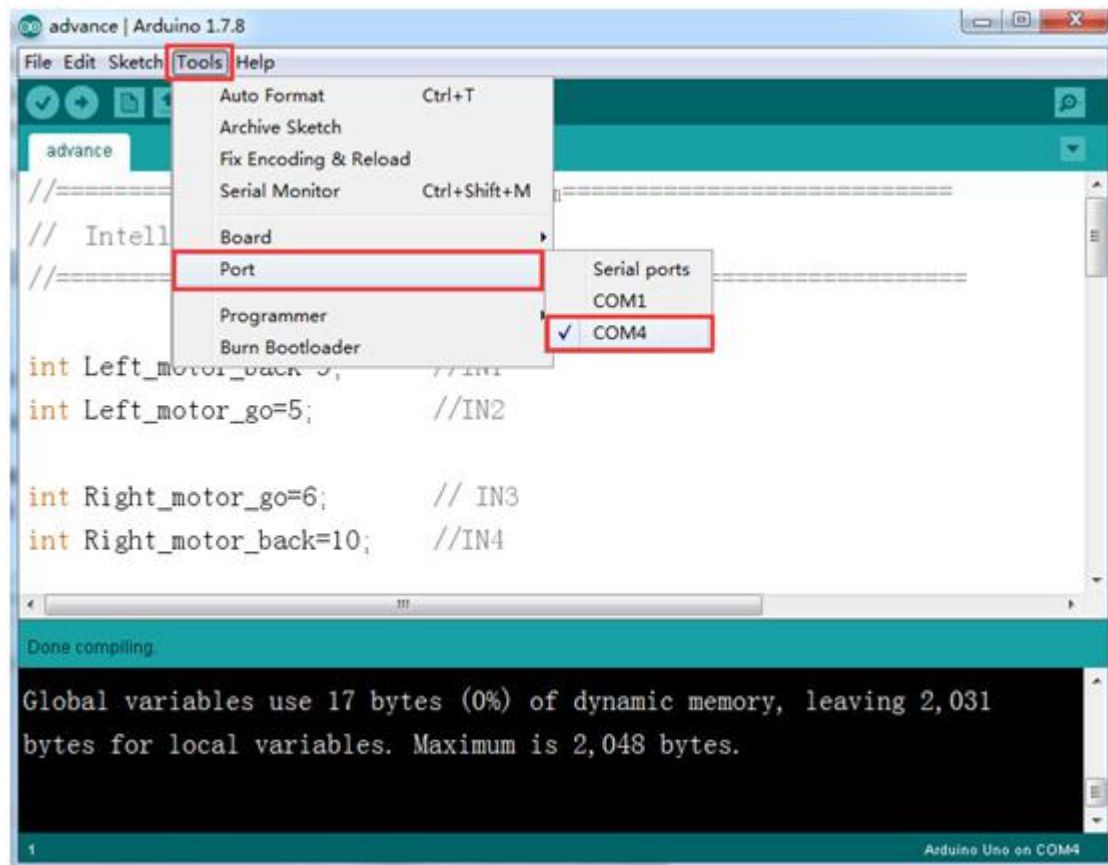 advance | Arduino 1.7.8
File Edit Sketch Tools Help
Auto Format Ctrl+T
Archive Sketch
Fix Encoding & Reload
Serial Monitor Ctrl+Shift+M
Board
Port
Serial ports
COM1
COM4
Programmer
Burn Bootloader
advance
//========= ==========================
// Intell
//========= ==================
int Left_motor_back //IN1
int Left_motor_go=5; //IN2
int Right_motor_go=6; // IN3
int Right_motor_back=10; //IN4
Done compiling.
Global variables use 17 bytes (0%) of dynamic memory, leaving 2,031
bytes for local variables. Maximum is 2,048 bytes.
1 Arduino Uno on COM4